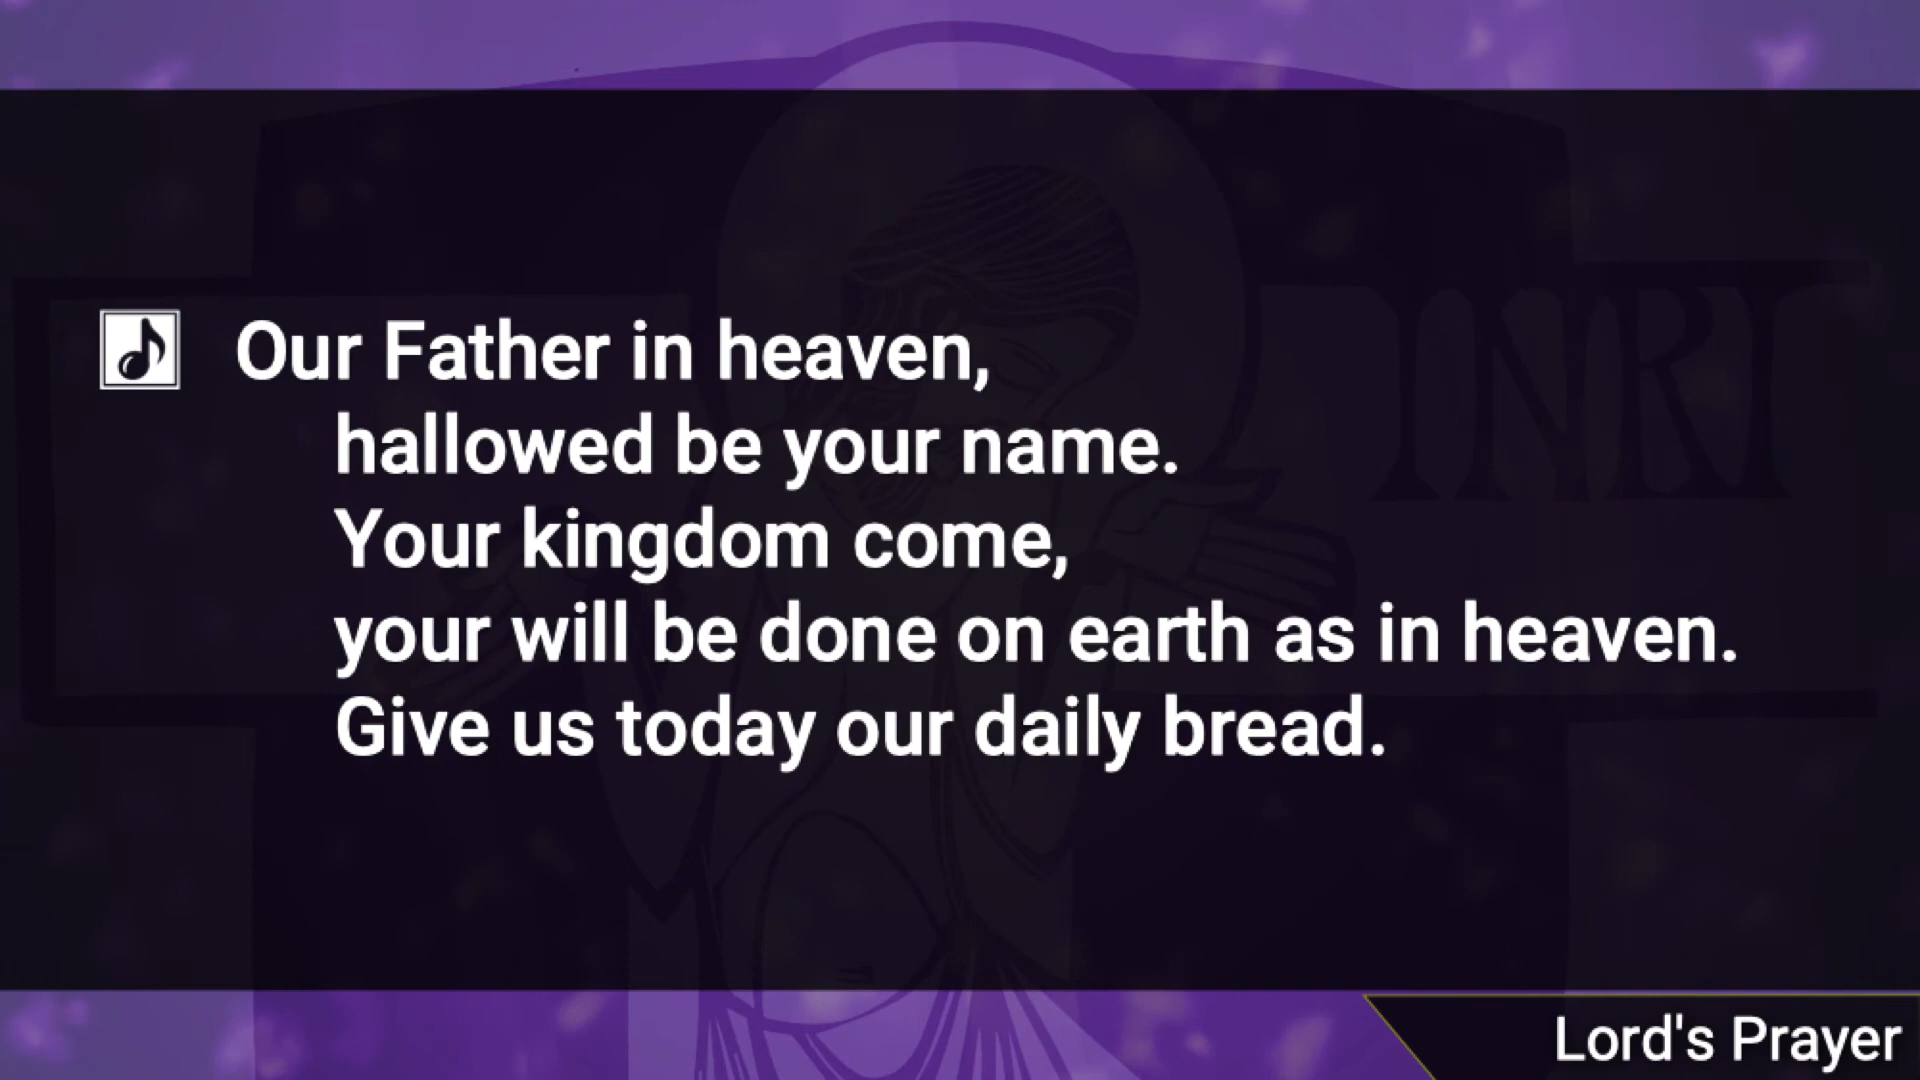 INRI
Our Father in heaven,
hallowed be your name.
Your kingdom come,
your will be done on earth as in heaven.
Give us today our daily bread.
Lord's Prayer